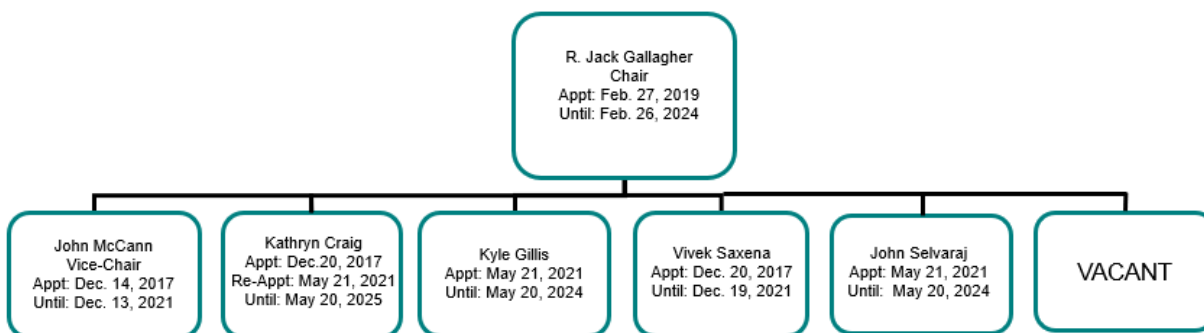 R. Jack Gallagher
Chair
Appt: Feb. 27, 2019
Until: Feb. 26, 2024
John McCann
Vice-Chair
Appt: Dec. 14, 2017
Until: Dec. 13, 2021
Kathryn Craig
Appt: Dec.20, 2017
Re-Appt: May 21, 2021
Until: May 20, 2025
Kyle Gillis
Appt: May 21, 2021
Until: May 20, 2024
Vivek Saxena
Appt: Dec. 20, 2017
Until: Dec. 19, 2021
John Selvaraj
Appt: May 21, 2021
Until: May 20, 2024
VACANT